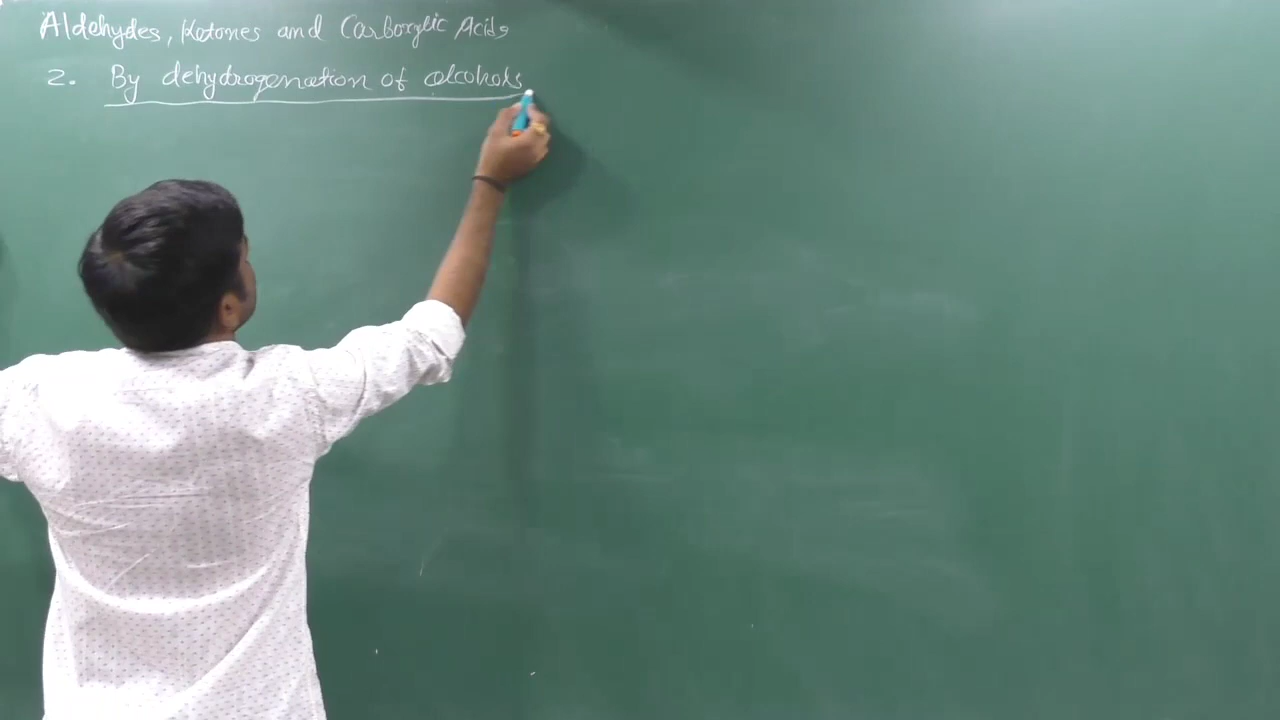 Aldehydes, Ketones and Carboxylic Acids
2. By dehydrogenation of alcohols